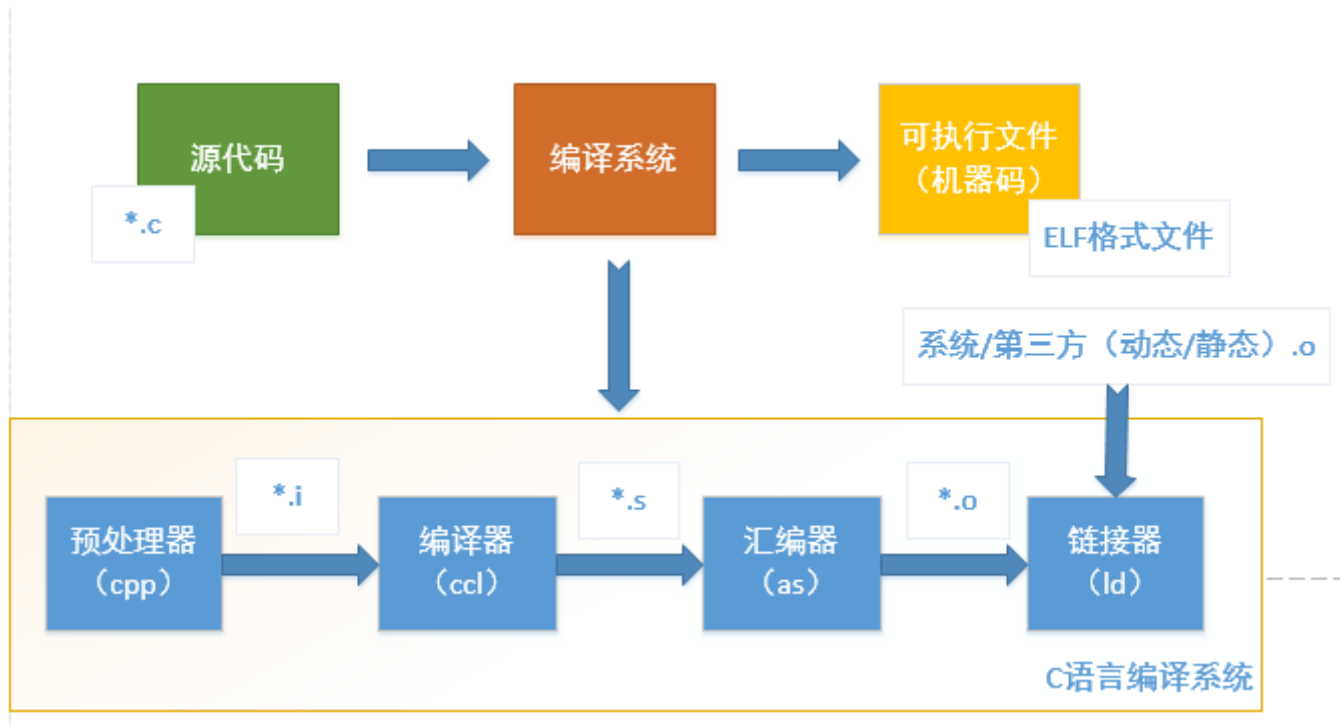 源代码
*.c
编译系统
可执行文件
（机器码）
ELF格式文件
系统/第三方（动态/静态）.o
*.i
*.s
*.o
预处理器
（cpp）
编译器
（ccl）
汇编器
（as）
链接器
（ld）
C语言编译系统